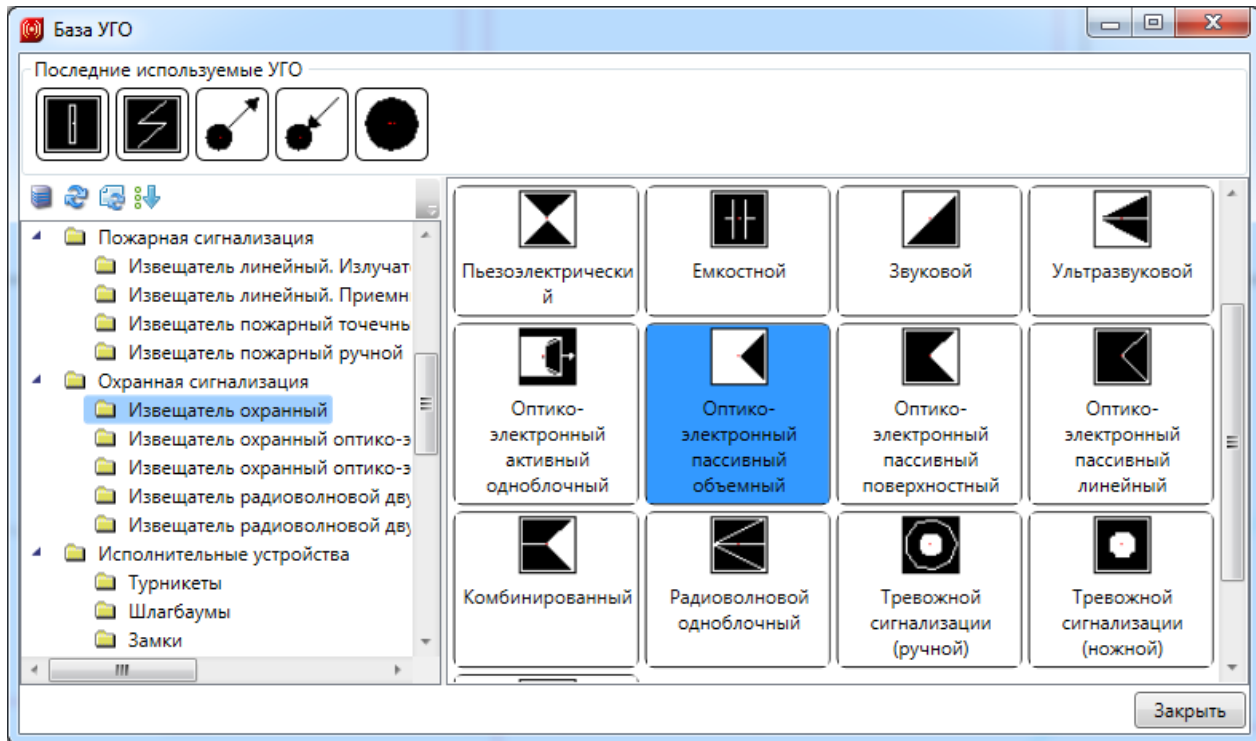 База УГО
Последние используемые УГО
Пожарная сигнализация
Извещатель линейный. Излучат
Извещатель линейный. Приемн
Извещатель пожарный точечнь
Извещатель пожарный ручной
Охранная сигнализация
Извещатель охранный
Извещатель охранный оптико-э
Извещатель охранный оптико-э
Извещатель радиоволновой дву
Извещатель радиоволновой дву
Исполнительные устройства
Турникеты
Шлагбаумы
Замки
Пьезоэлектрически
й
Емкостной
Звуковой
Ультразвуковой
Оптико-
электронный
активный
одноблочный
Оптико-
электронный
пассивный
объемный
Оптико-
электронный
пассивный
поверхностный
Оптико-
электронный
пассивный
линейный
Комбинированный
Радиоволновой
одноблочный
Тревожной
сигнализации
(ручной)
Тревожной
сигнализации
(ножной)
Закрыть